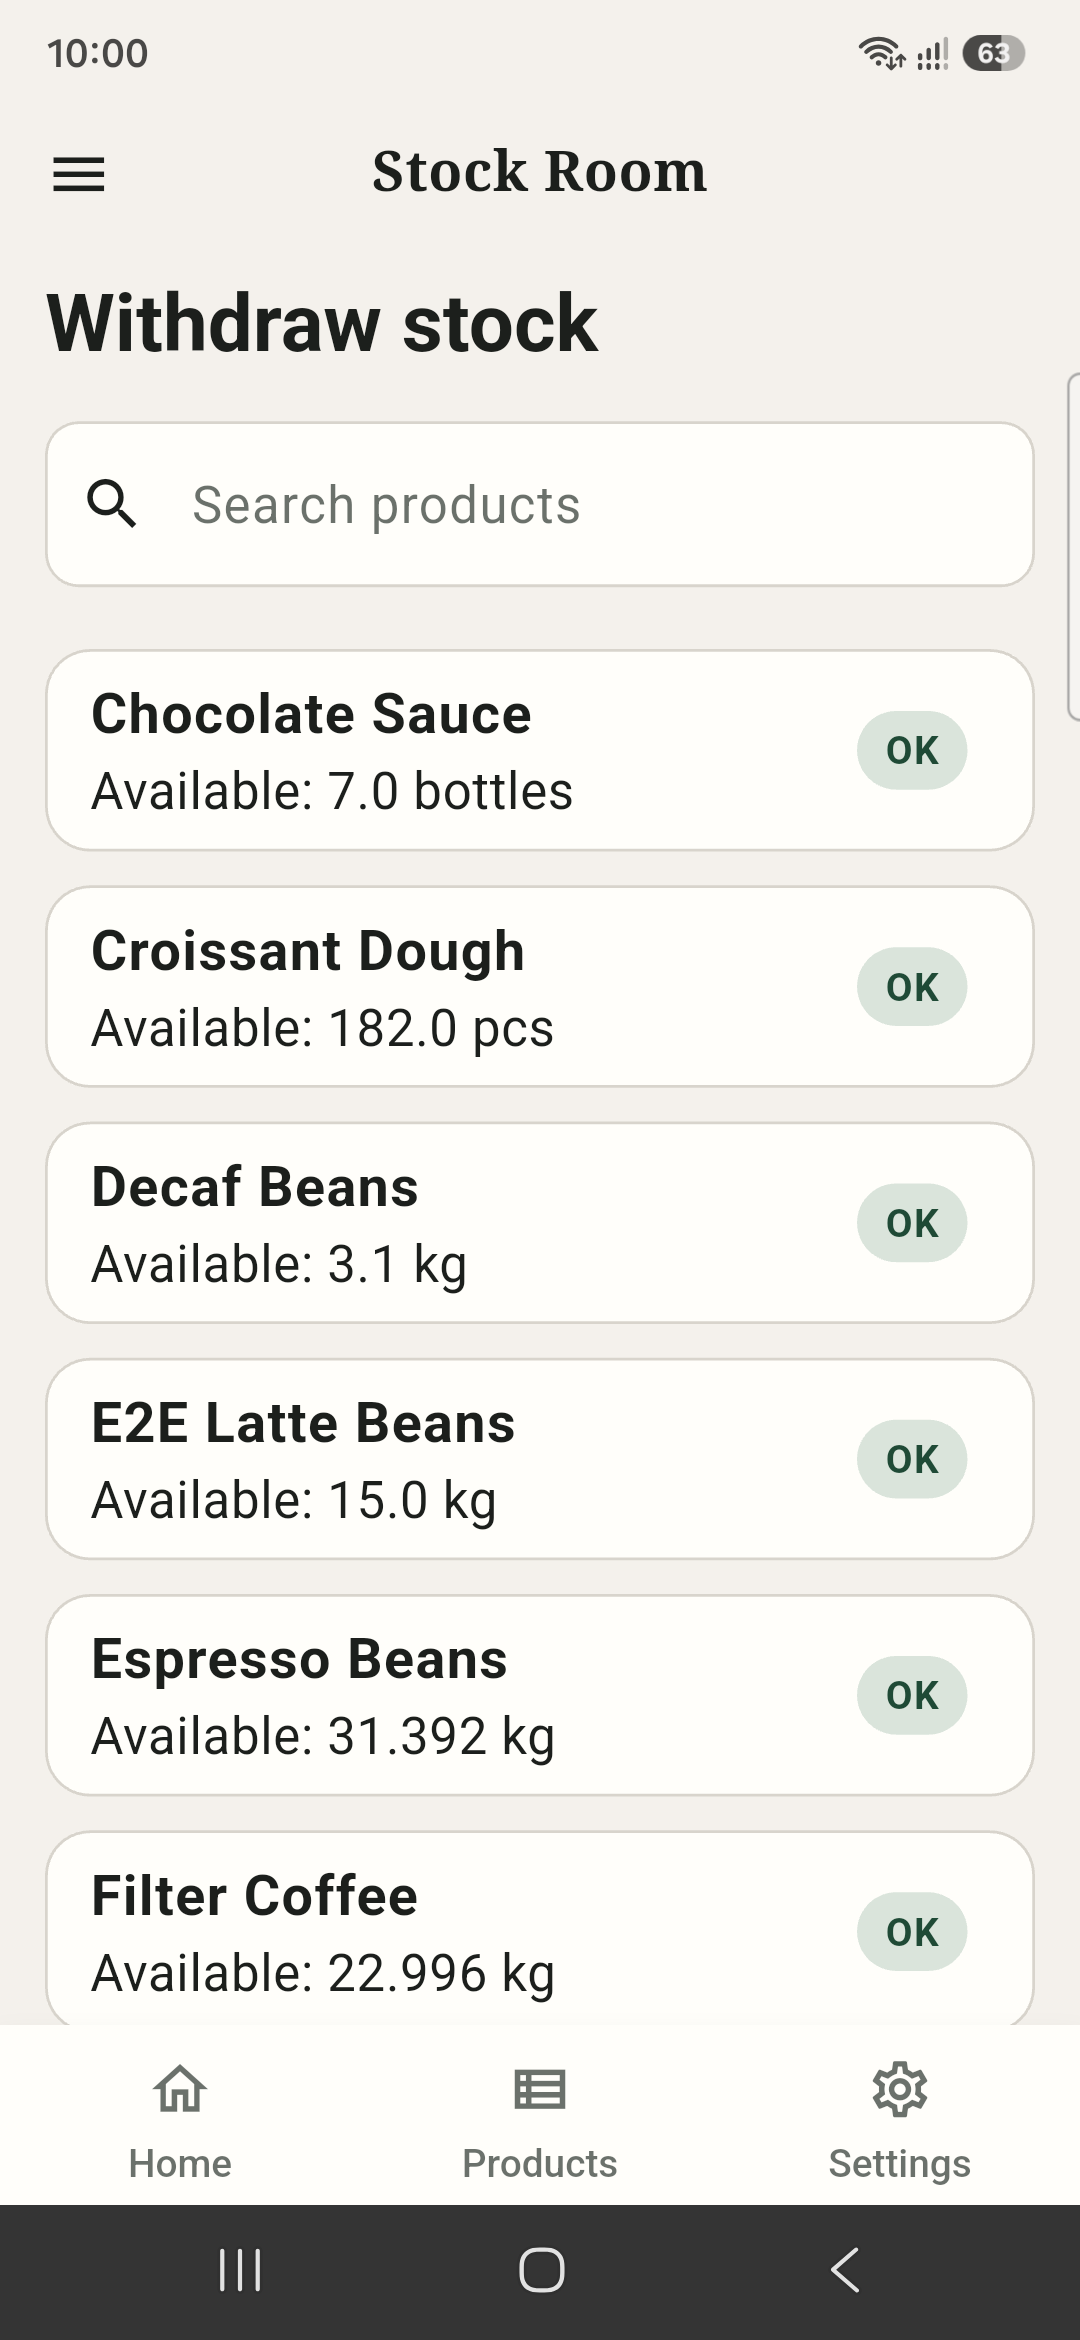 10:00
63
Stock Room
Withdraw stock
Search products
Chocolate Sauce
Available: 7.0 bottles
OK
Croissant Dough
Available: 182.0 pcs
OK
Decaf Beans
Available: 3.1 kg
OK
E2E Latte Beans
Available: 15.0 kg
OK
Espresso Beans
Available: 31.392 kg
OK
Filter Coffee
Available: 22.996 kg
OK
Home
Products
Settings